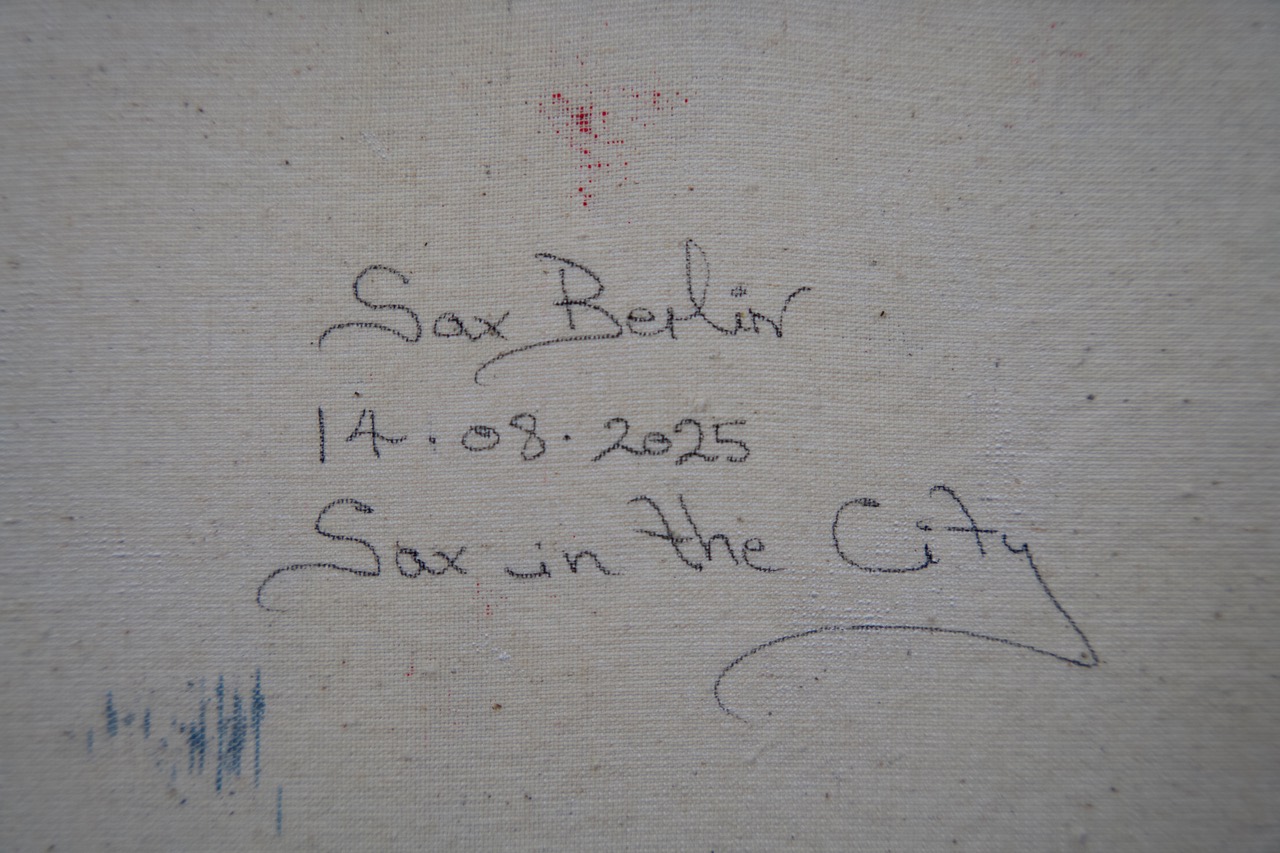 Sax Berlin
14.08.2025
Sax in the City